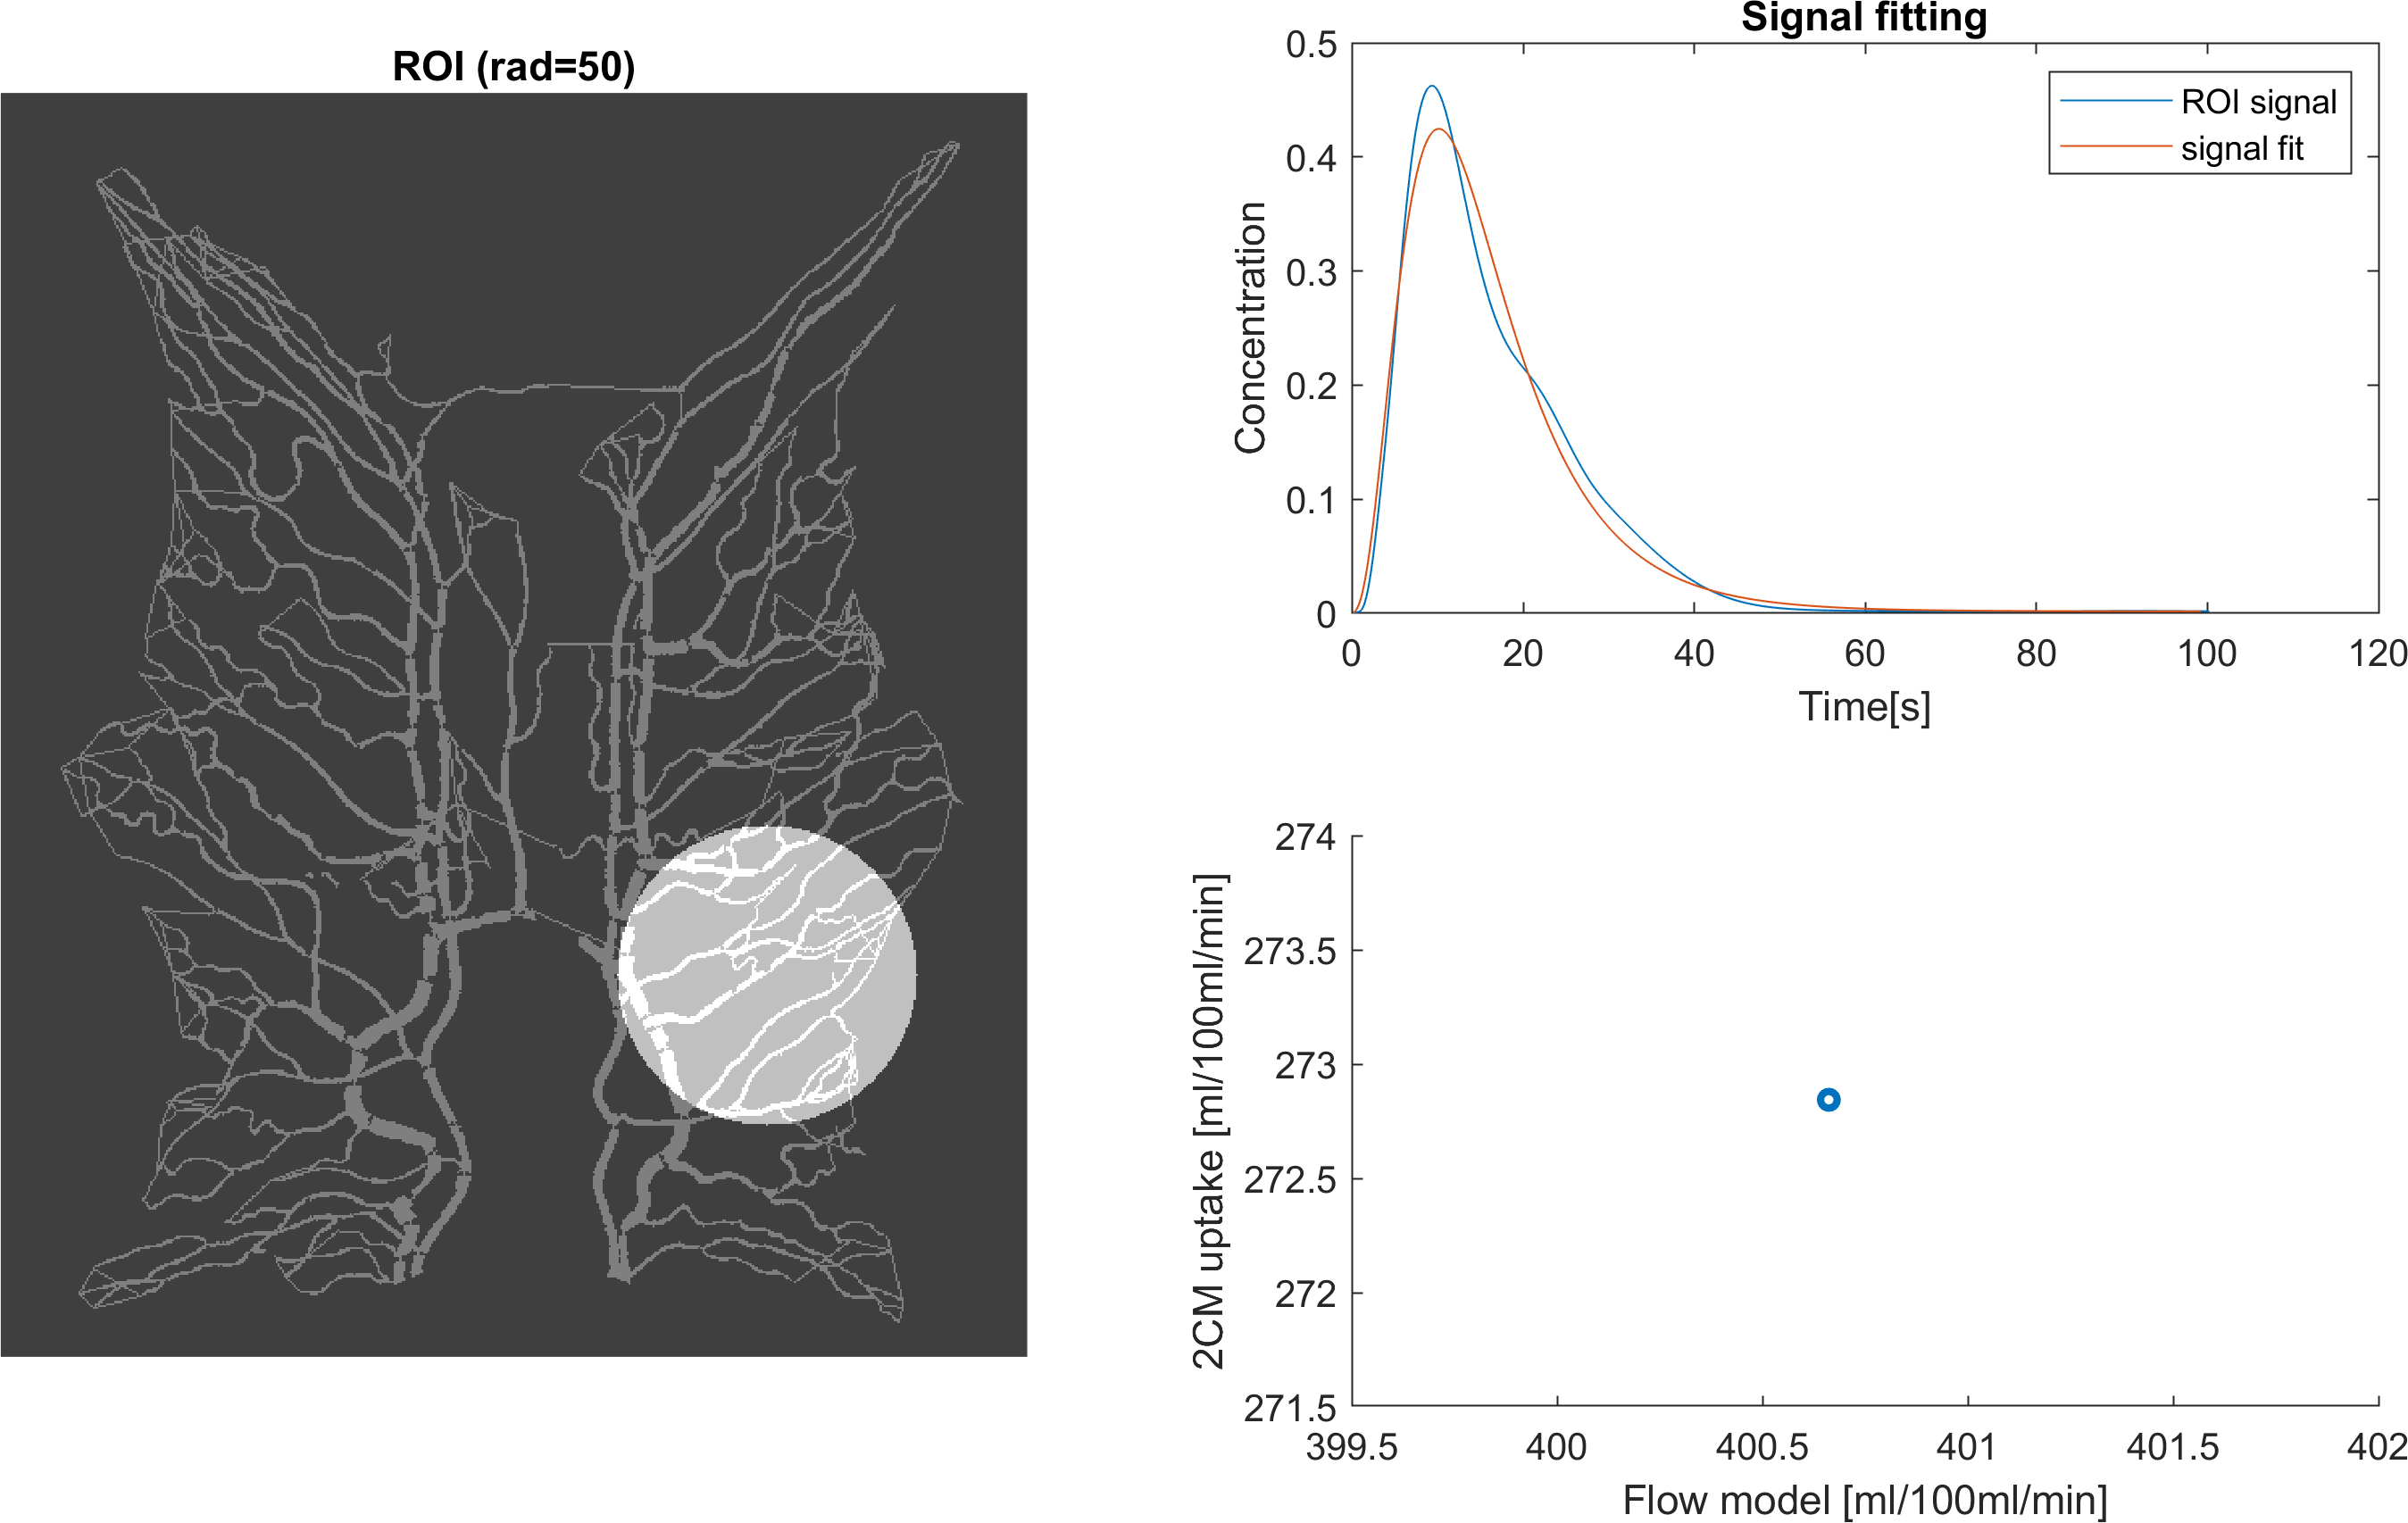 ROI (rad=50)
Signal fitting
0.5
0.4
0.3
0.2
0.1
0
Concentration
ROI signal
signal fit
0 20 40 60 80 100 120
Time[s]
274
273.5
273
272.5
272
271.5
2CM uptake [ml/100ml/min]
399.5 400 400.5 401 401.5 402
Flow model [ml/100ml/min]